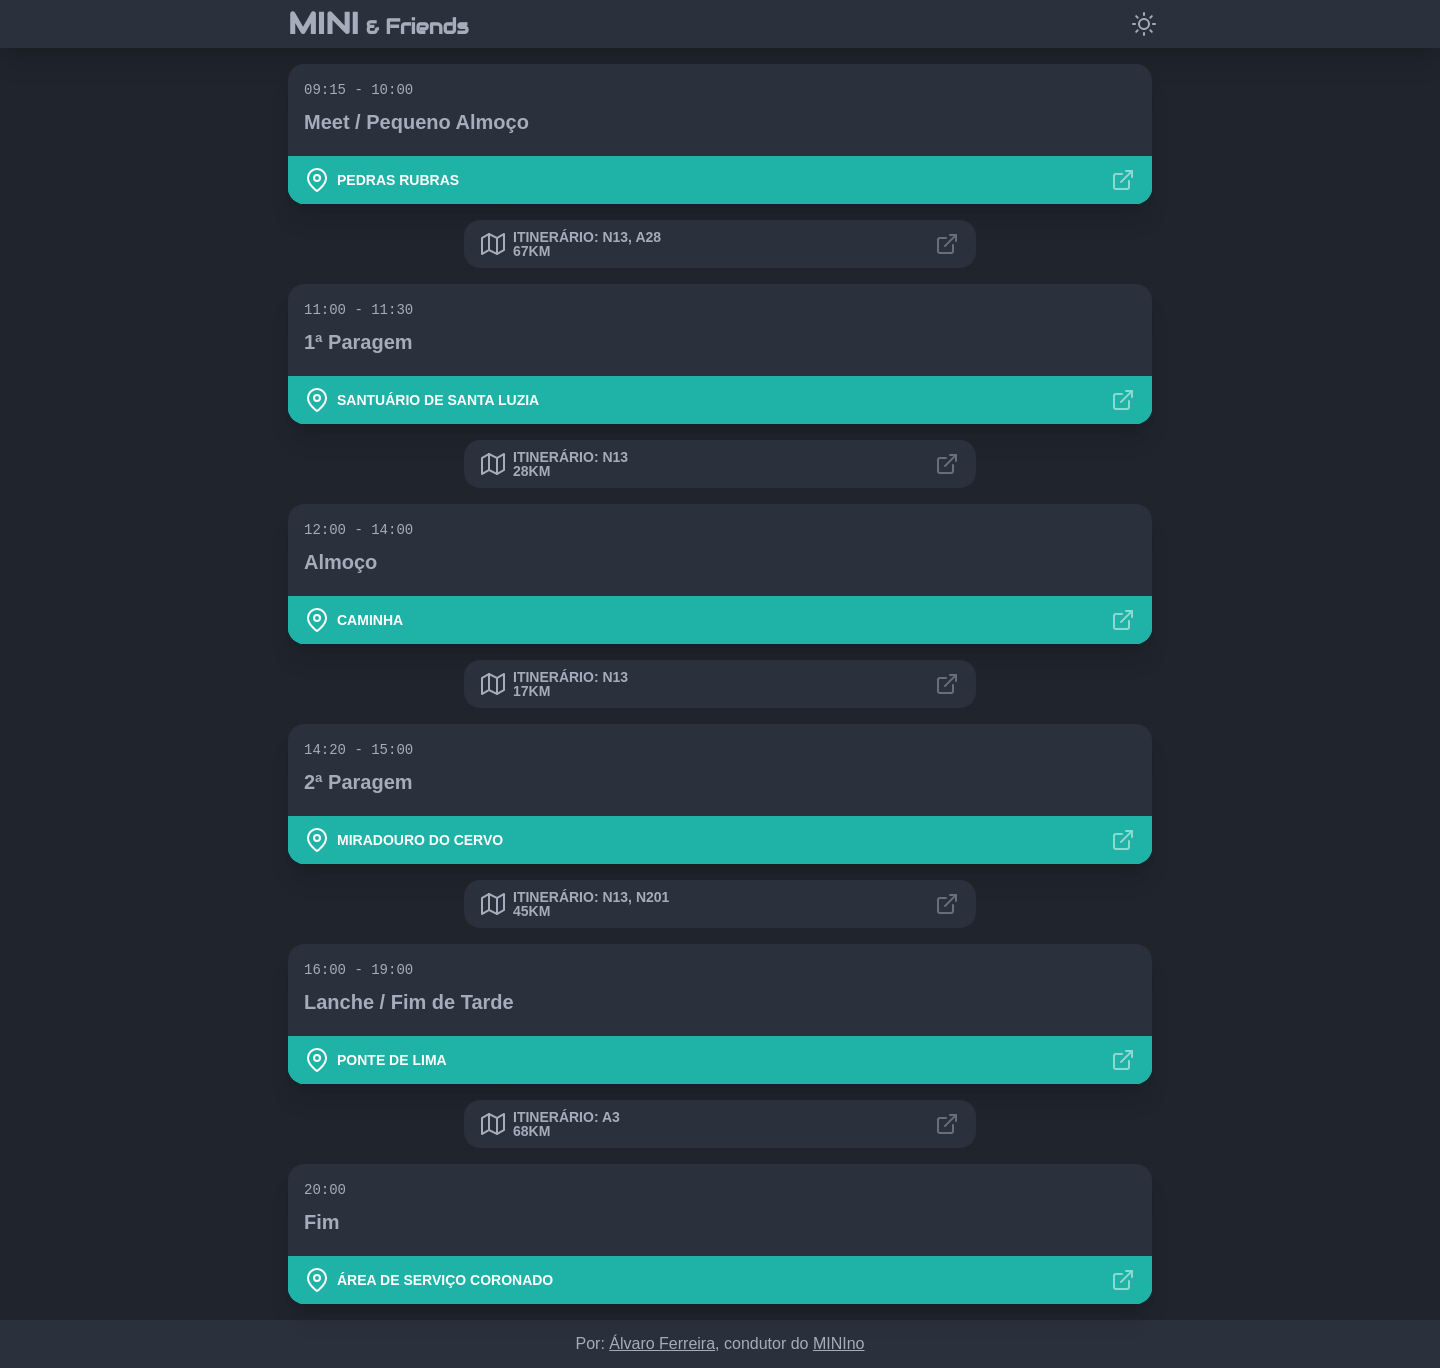 MINI & Friends
09:15 - 10:00
Meet / Pequeno Almoço
PEDRAS RUBRAS
ITINERÁRIO: N13, A28
67KM
11:00 - 11:30
1ª Paragem
SANTUÁRIO DE SANTA LUZIA
ITINERÁRIO: N13
28KM
12:00 - 14:00
Almoço
CAMINHA
ITINERÁRIO: N13
17KM
14:20 - 15:00
2ª Paragem
MIRADOURO DO CERVO
ITINERÁRIO: N13, N201
45KM
16:00 - 19:00
Lanche / Fim de Tarde
PONTE DE LIMA
ITINERÁRIO: A3
68KM
20:00
Fim
ÁREA DE SERVIÇO CORONADO
Por: Álvaro Ferreira, condutor do MINIno